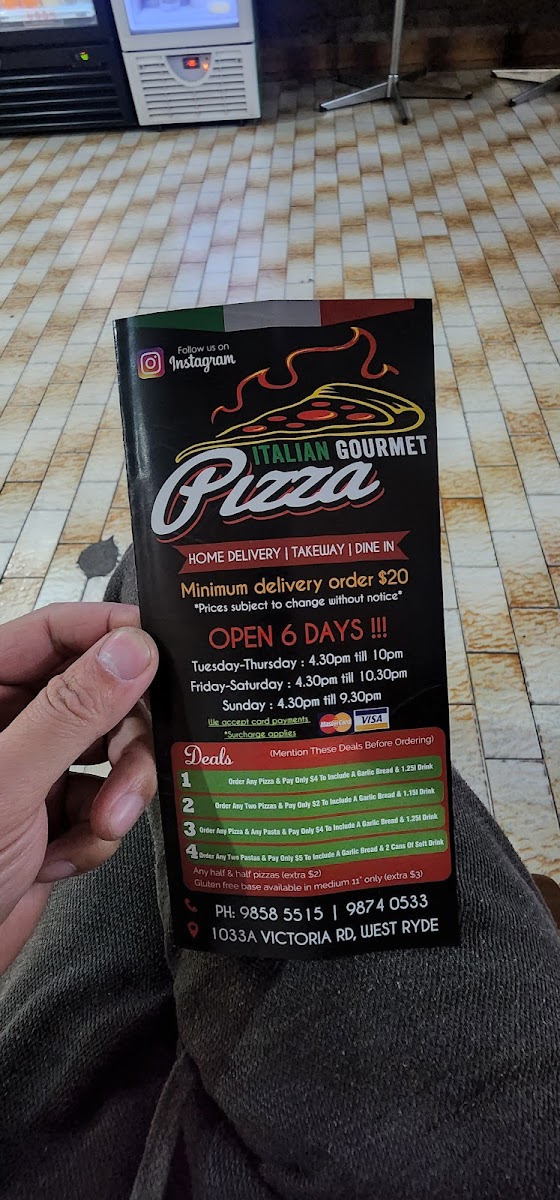 Follow us on
Instagram
ITALIAN GOURMET
Pizza
HOME DELIVERY | TAKEWAY | DINE IN
Minimum delivery order $20
*Prices subject to change without notice*
OPEN 6 DAYS !!!
Tuesday-Thursday : 4.30pm till 10pm
Friday-Saturday : 4.30pm till 10.30pm
Sunday : 4.30pm till 9.30pm
We accept card payments
*Surcharge applies
MasterCard VISA
Deals (Mention These Deals Before Ordering)
1 Order Any Pizza & Pay Only $4 To Include A Garlic Bread & 1.25l Drink
2 Order Any Two Pizzas & Pay Only $2 To Include A Garlic Bread & 1.15l Drink
3 Order Any Pizza & Any Pasta & Pay Only $4 To Include A Garlic Bread & 1.25l Drink
4 Order Any Two Pastas & Pay Only $5 To Include A Garlic Bread & 2 Cans Of Soft Drink
Any half & half pizzas (extra $2)
Gluten free base available in medium 11" only (extra $3)
PH: 9858 5515 | 9874 0533
1033A VICTORIA RD, WEST RYDE